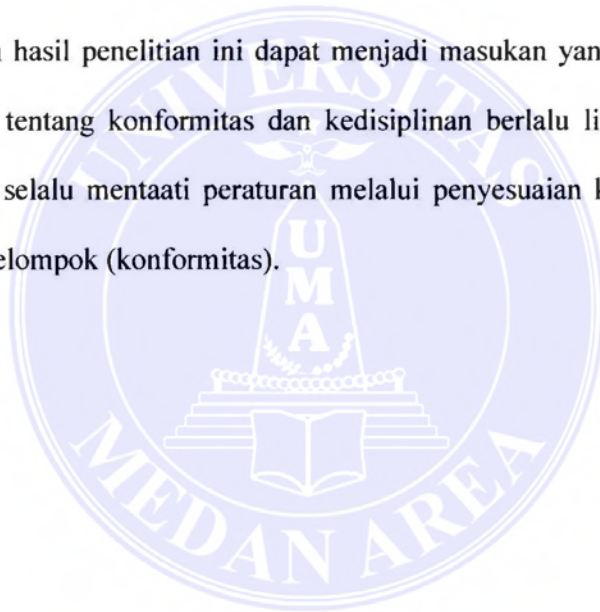 hasil penelitian ini dapat menjadi masukan yan
tentang konformitas dan kedisiplinan berlalu li
selalu mentaati peraturan melalui penyesuaian
elompok (konformitas).
UNIVERSITAS
U
M
A
MEDAN AREA